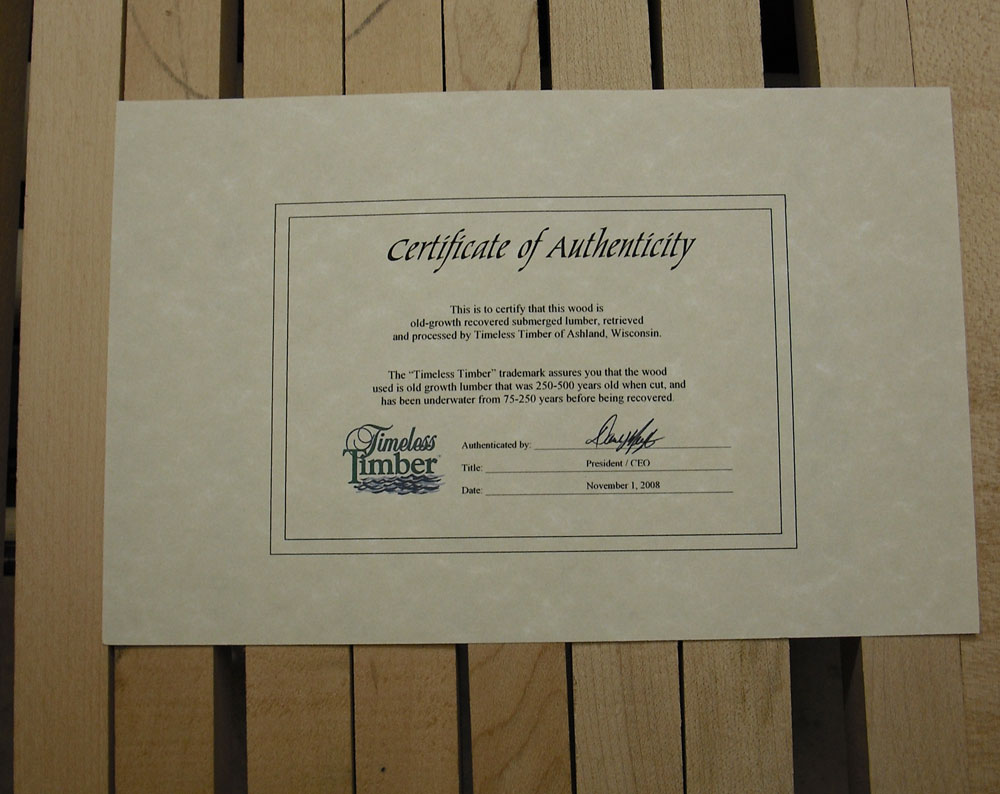 Certificate of Authenticity
This is to certify that this wood is
old-growth recovered submerged lumber, retrieved
and processed by Timeless Timber of Ashland, Wisconsin.
The “Timeless Timber” trademark assures you that the wood
used is old growth lumber that was 250-500 years old when cut, and
has been underwater from 75-250 years before being recovered
Timeless
Timber
Authenticated by:
Title: President / CEO
Date: November 1, 2008